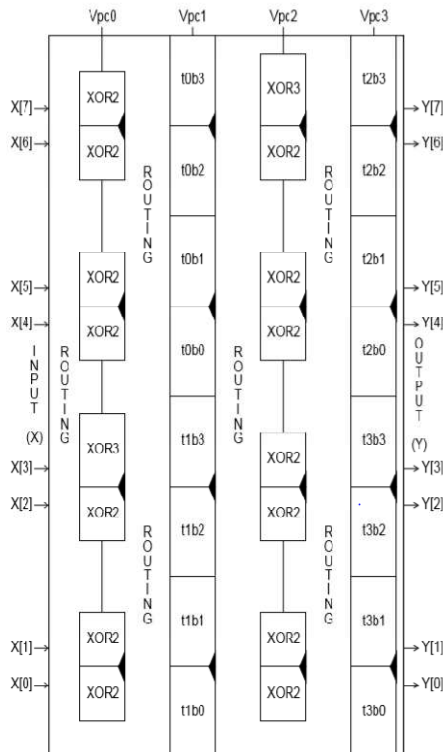 Vpc0 Vpc1 Vpc2 Vpc3
t0b3 t2b3
XOR2 XOR3
X[7] Y[7]
X[6] XOR2 XOR2 Y[6]
t0b2 t2b2
ROUTING ROUTING
XOR2 t0b1 XOR2 t2b1
X[5] Y[5]
X[4] Y[4]
XOR2 XOR2
t0b0 t2b0
INPUT (X) ROUTING ROUTING OUTPUT (Y)
XOR3 t1b3 XOR2 t3b3
X[3] Y[3]
X[2] Y[2]
XOR2 t1b2 XOR2 t3b2
ROUTING ROUTING
t1b1 t3b1
XOR2 XOR2
X[1] Y[1]
X[0] XOR2 XOR2 Y[0]
t1b0 t3b0